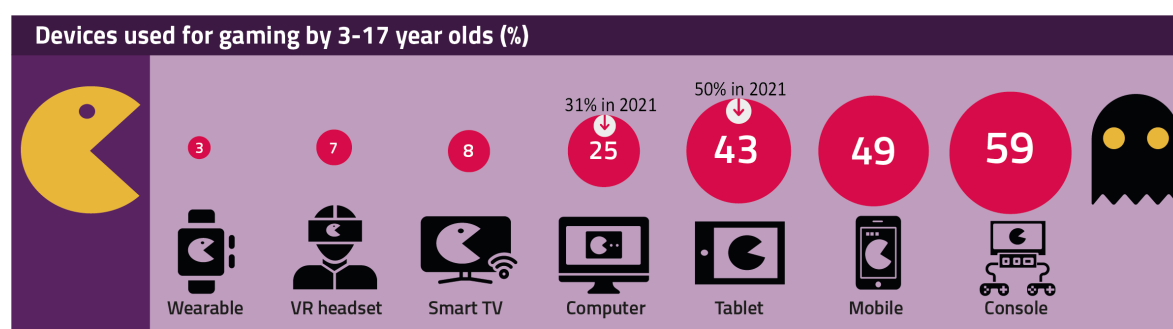 Devices used for gaming by 3-17 year olds (%)
31% in 2021
50% in 2021
3
7
8
25
43
49
59
Wearable
VR headset
Smart TV
Computer
Tablet
Mobile
Console